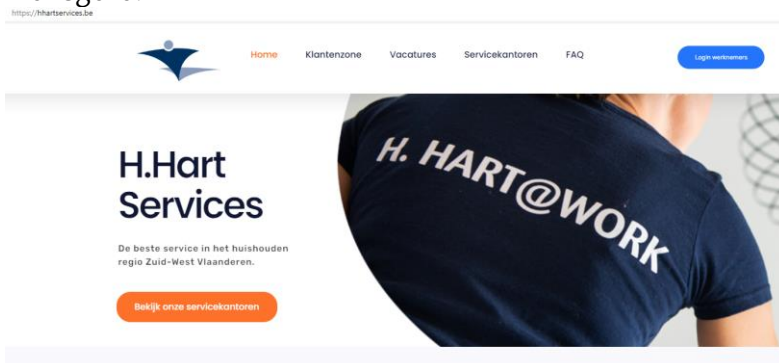 https://hhartservices.be
Home Klantenzone Vacatures Servicekantoren FAQ Login werknemers
H.Hart
Services
H. HART@WORK
De beste service in het huishouden
regio Zuid-West Vlaanderen.
Bekijk onze servicekantoren